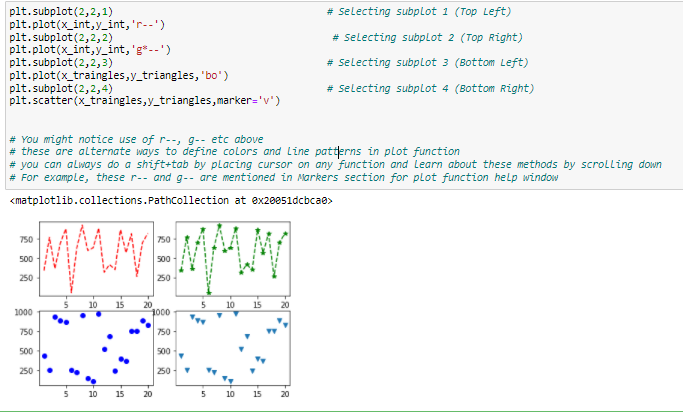 plt.subplot(2,2,1) # Selecting subplot 1 (Top Left)
plt.plot(x_int,y_int,'r--')
plt.subplot(2,2,2) # Selecting subplot 2 (Top Right)
plt.plot(x_int,y_int,'g*--')
plt.subplot(2,2,3) # Selecting subplot 3 (Bottom Left)
plt.plot(x_traingles,y_triangles,'bo')
plt.subplot(2,2,4) # Selecting subplot 4 (Bottom Right)
plt.scatter(x_traingles,y_triangles,marker='v')
# You might notice use of r--, g-- etc above
# these are alternate ways to define colors and line patterns in plot function
# you can always do a shift+tab by placing cursor on any function and learn about these methods by scrolling down
# For example, these r-- and g-- are mentioned in Markers section for plot function help window
<matplotlib.collections.PathCollection at 0x20051dcbca0>
750 750
500 500
250 250
5 10 15 20 5 10 15 20
1000 1000
750 750
500 500
250 250
5 10 15 20 5 10 15 20